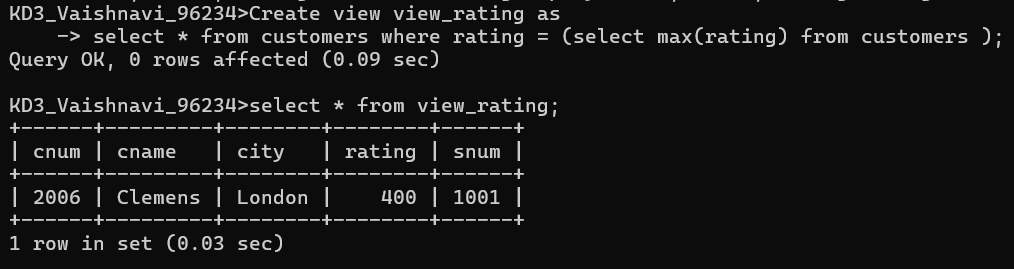 KD3_Vaishnavi_96234>Create view view_rating as
    -> select * from customers where rating = (select max(rating) from customers );
Query OK, 0 rows affected (0.09 sec)

KD3_Vaishnavi_96234>select * from view_rating;
+------+---------+--------+--------+------+
| cnum | cname   | city   | rating | snum |
+------+---------+--------+--------+------+
| 2006 | Clemens | London |    400 | 1001 |
+------+---------+--------+--------+------+
1 row in set (0.03 sec)